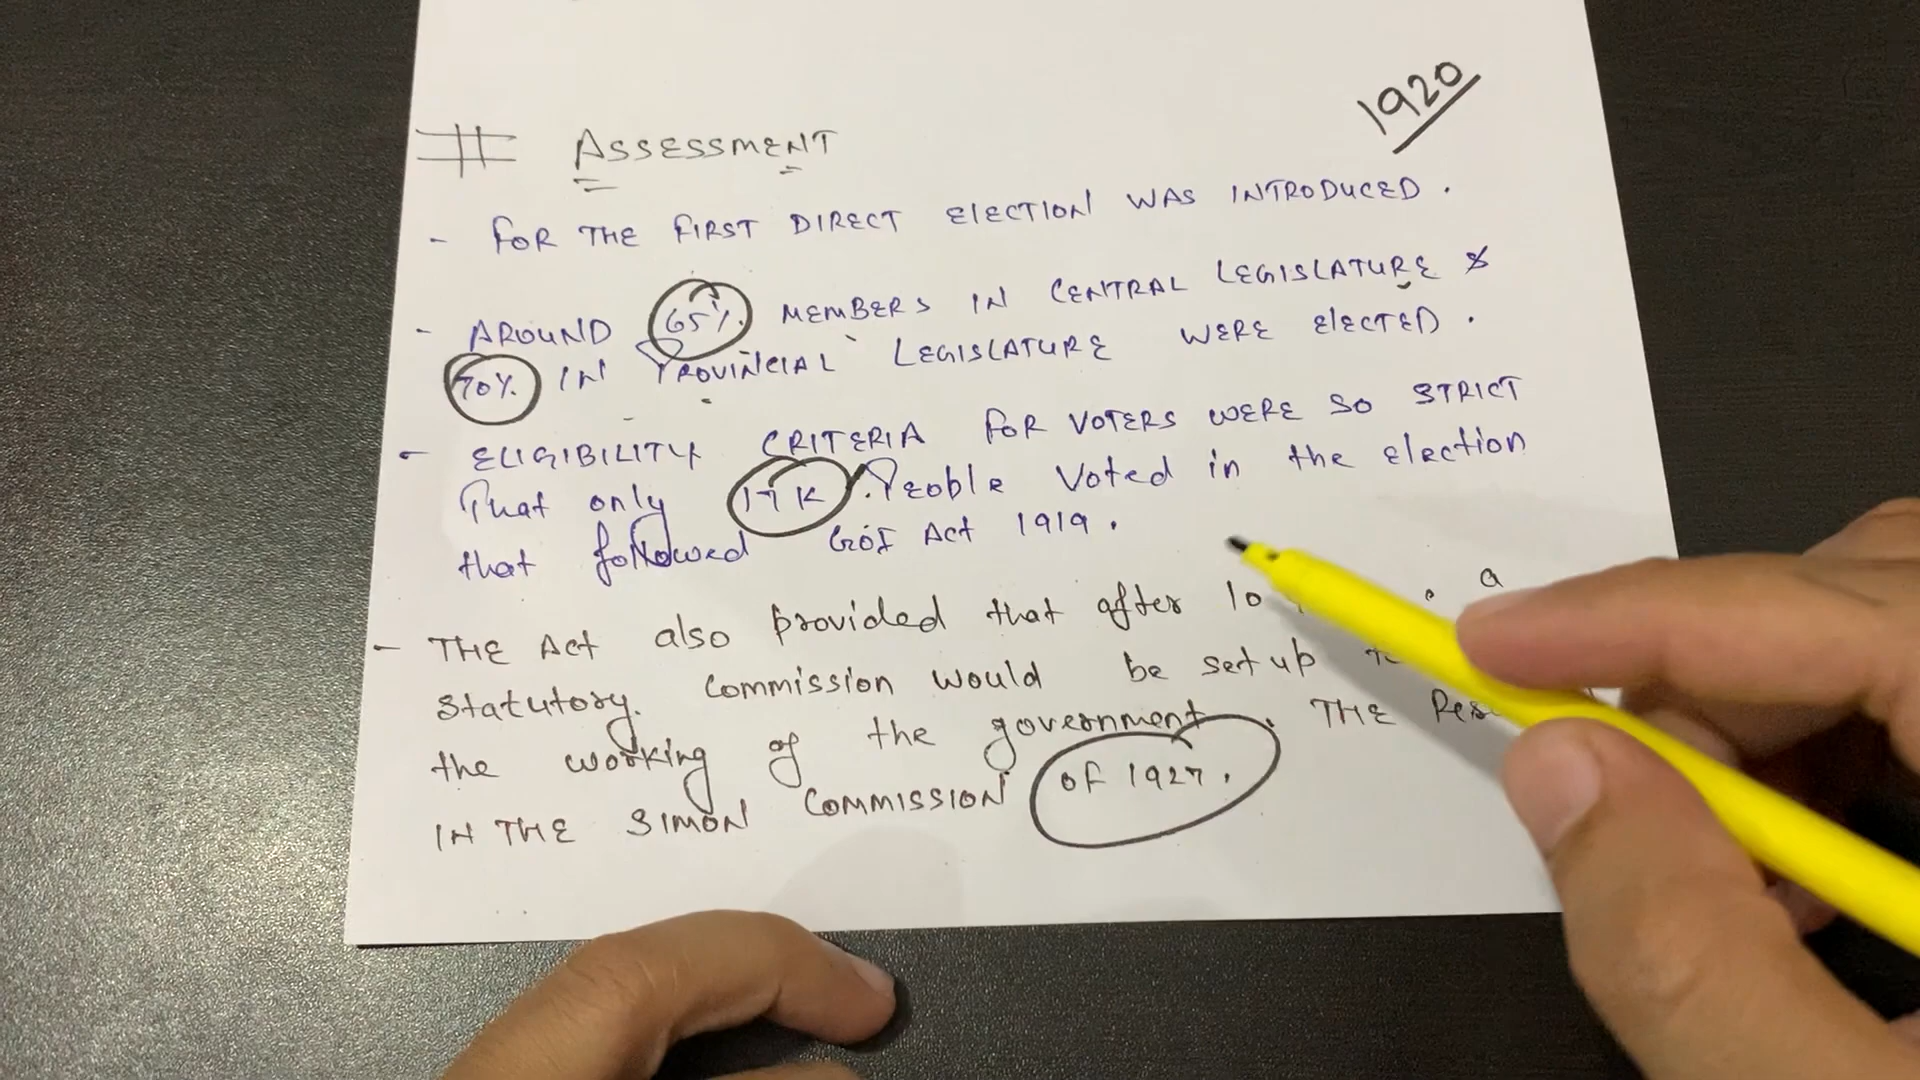 1920
# ASSESSMENT
- FOR THE FIRST DIRECT ELECTION WAS INTRODUCED.
- AROUND 65% MEMBERS IN CENTRAL LEGISLATURE &
70% IN PROVINCIAL LEGISLATURE WERE ELECTED.
- ELIGIBILITY CRITERIA FOR VOTERS WERE SO STRICT
That only 17K People Voted in the election
that followed GOI Act 1919.
- THE Act also provided that after 10 a
statutory commission would be set up
the working of the government. THE
IN THE SIMON COMMISSION OF 1927.